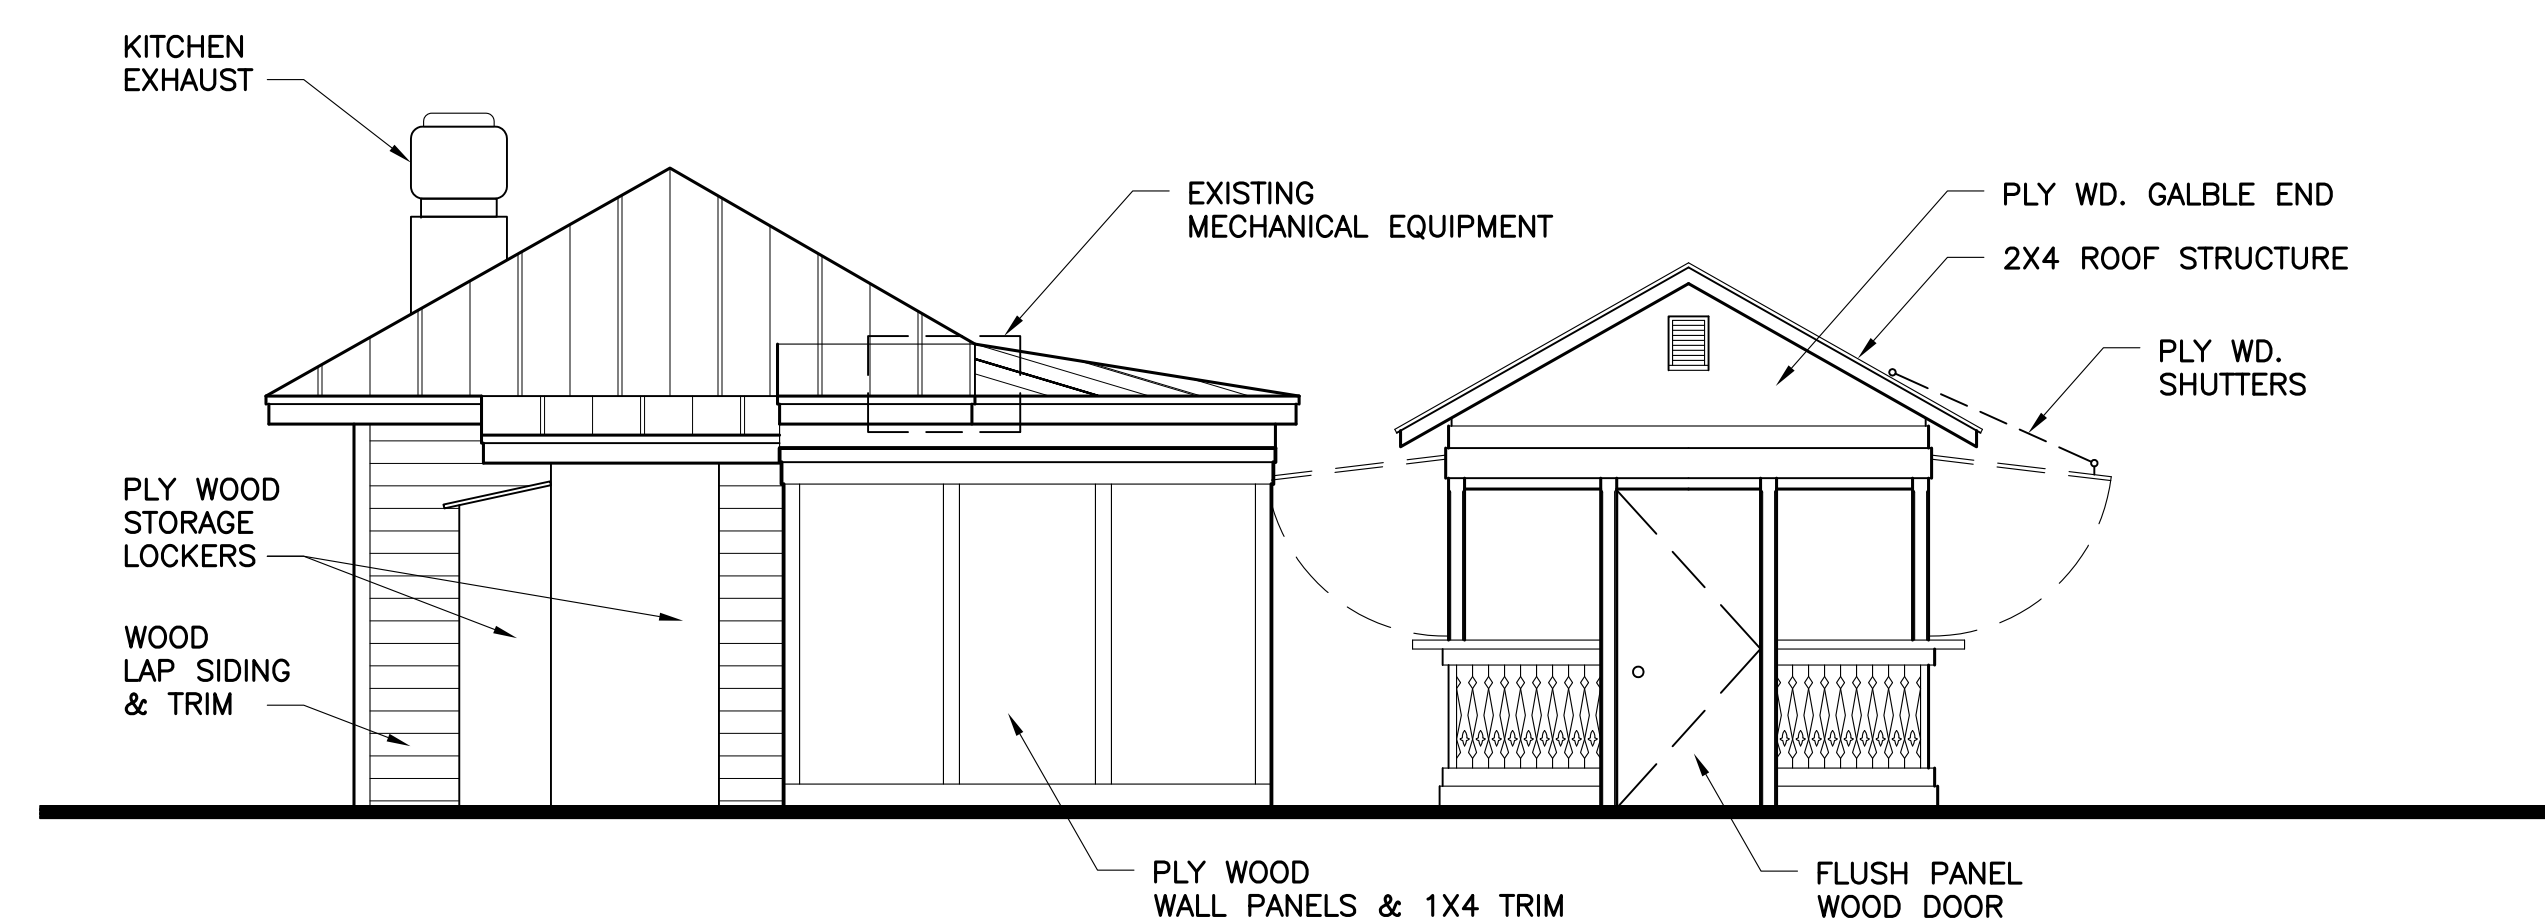 KITCHEN
EXHAUST
EXISTING
MECHANICAL EQUIPMENT
PLY WD. GALBLE END
2X4 ROOF STRUCTURE
PLY WD.
SHUTTERS
PLY WOOD
STORAGE
LOCKERS
WOOD
LAP SIDING
& TRIM
PLY WOOD
WALL PANELS & 1X4 TRIM
FLUSH PANEL
WOOD DOOR